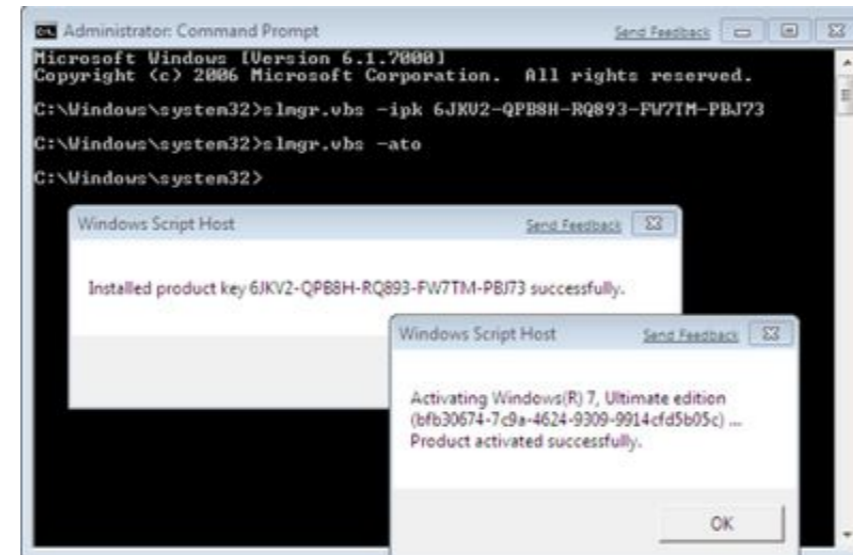 Administrator: Command Prompt
Send Feedback
Microsoft Windows [Version 6.1.7000]
Copyright (c) 2006 Microsoft Corporation.  All rights reserved.
C:\Windows\system32>slmgr.vbs -ipk 6JKV2-QPB8H-RQ893-FW7TM-PBJ73
C:\Windows\system32>slmgr.vbs -ato
C:\Windows\system32>
Windows Script Host
Send Feedback
Installed product key 6JKV2-QPB8H-RQ893-FW7TM-PBJ73 successfully.
Windows Script Host
Send Feedback
Activating Windows(R) 7, Ultimate edition
(bfb30674-7c9a-4624-9309-9914cfd5b05c) ...
Product activated successfully.
OK